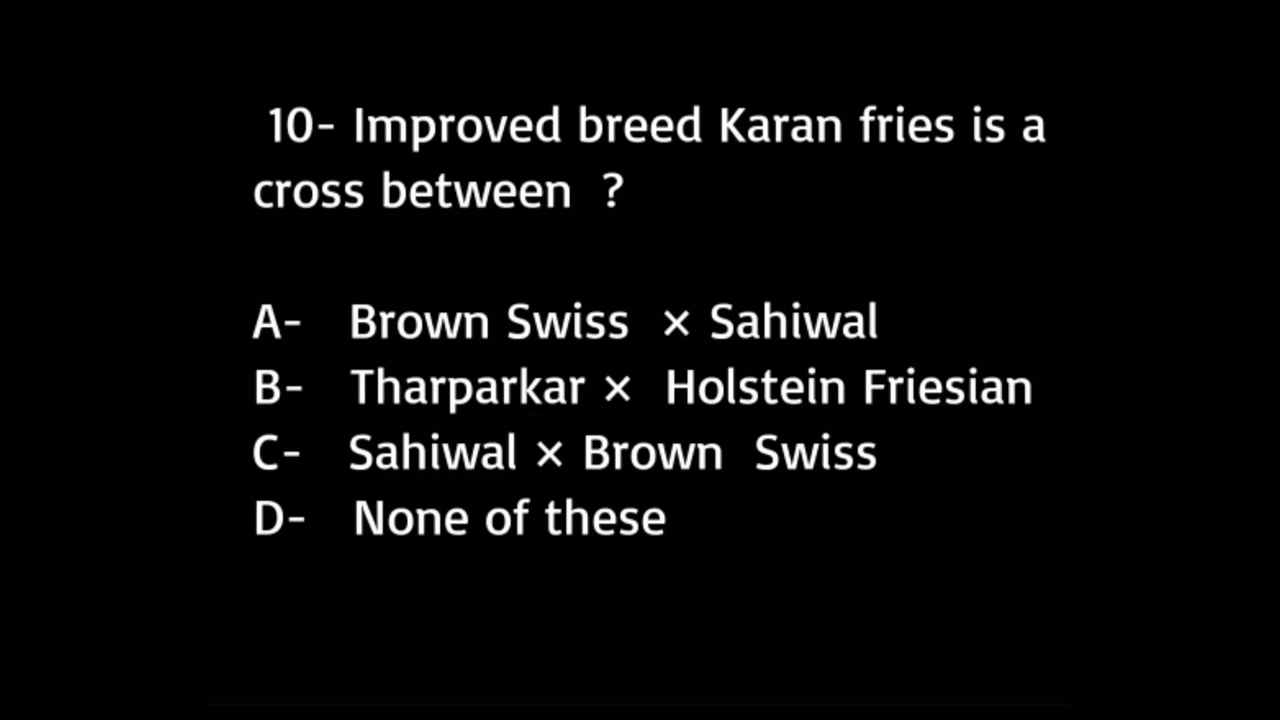 10- Improved breed Karan fries is a
cross between ?
A- Brown Swiss × Sahiwal
B- Tharparkar × Holstein Friesian
C- Sahiwal × Brown Swiss
D- None of these